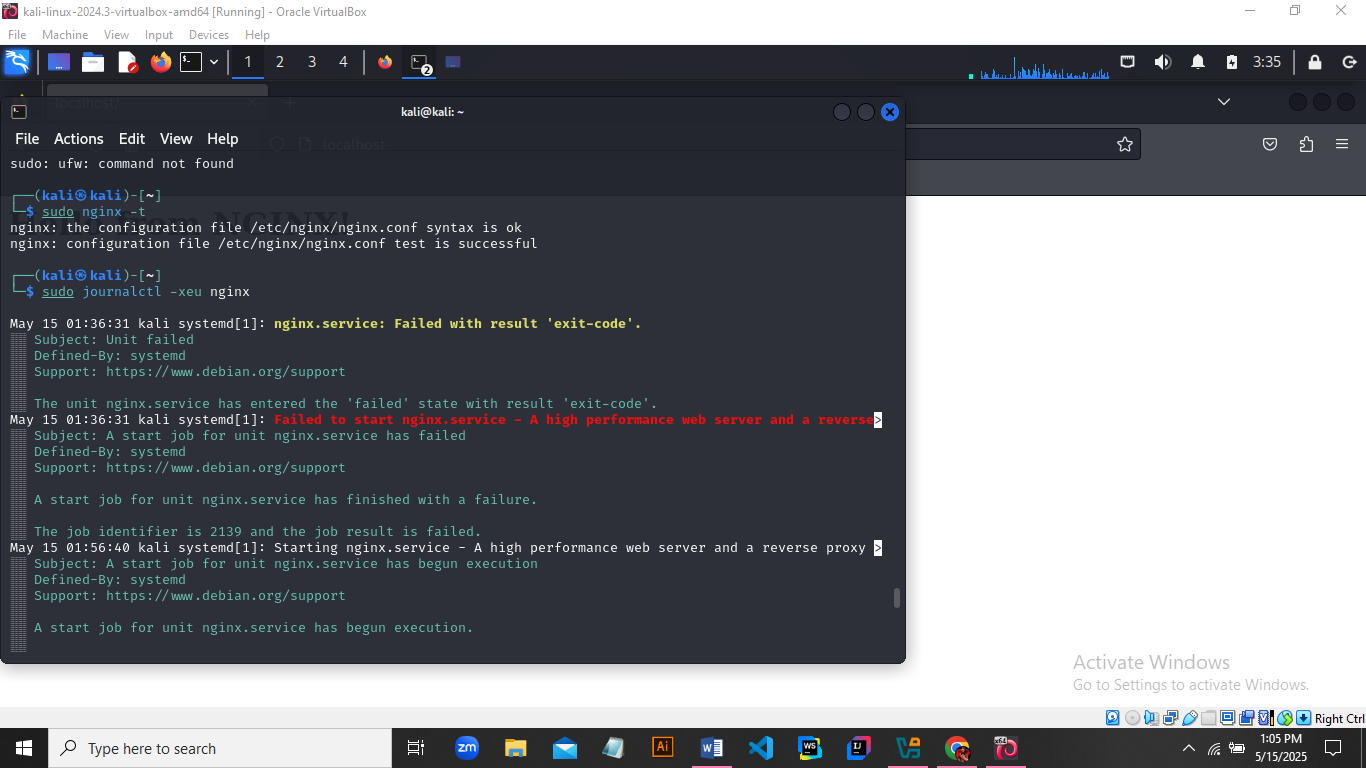 kali-linux-2024.3-virtualbox-amd64 [Running] - Oracle VirtualBox
File Machine View Input Devices Help
1 2 3 4 2 3:35
localhost/
kali@kali: ~
File Actions Edit View Help
localhost
sudo: ufw: command not found
┌──(kali㉿kali)-[~]
└─$ sudo nginx -t
nginx: the configuration file /etc/nginx/nginx.conf syntax is ok
from NGINX!
nginx: configuration file /etc/nginx/nginx.conf test is successful
┌──(kali㉿kali)-[~]
└─$ sudo journalctl -xeu nginx
May 15 01:36:31 kali systemd[1]: nginx.service: Failed with result 'exit-code'.
░░ Subject: Unit failed
░░ Defined-By: systemd
░░ Support: https://www.debian.org/support
░░
░░ The unit nginx.service has entered the 'failed' state with result 'exit-code'.
May 15 01:36:31 kali systemd[1]: Failed to start nginx.service - A high performance web server and a reverse>
░░ Subject: A start job for unit nginx.service has failed
░░ Defined-By: systemd
░░ Support: https://www.debian.org/support
░░
░░ A start job for unit nginx.service has finished with a failure.
░░
░░ The job identifier is 2139 and the job result is failed.
May 15 01:56:40 kali systemd[1]: Starting nginx.service - A high performance web server and a reverse proxy >
░░ Subject: A start job for unit nginx.service has begun execution
░░ Defined-By: systemd
░░ Support: https://www.debian.org/support
░░
░░ A start job for unit nginx.service has begun execution.
░░
Activate Windows
Go to Settings to activate Windows.
Right Ctrl
Type here to search
zm
Ai
W
WS
IJ
x64
1:05 PM
5/15/2025